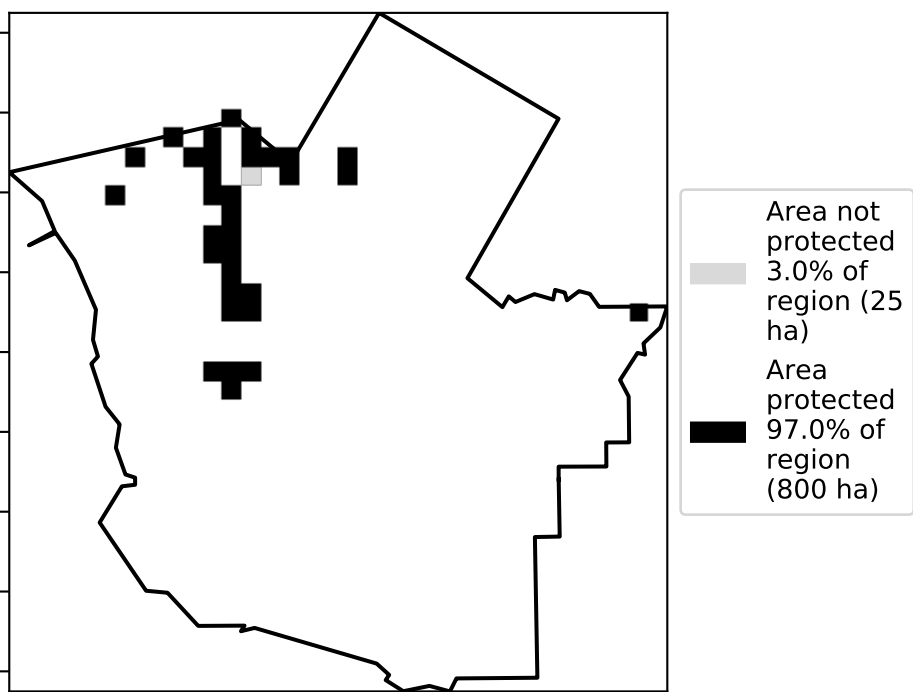 Area not
protected
3.0% of
region (25
ha)
Area
protected
97.0% of
region
(800 ha)